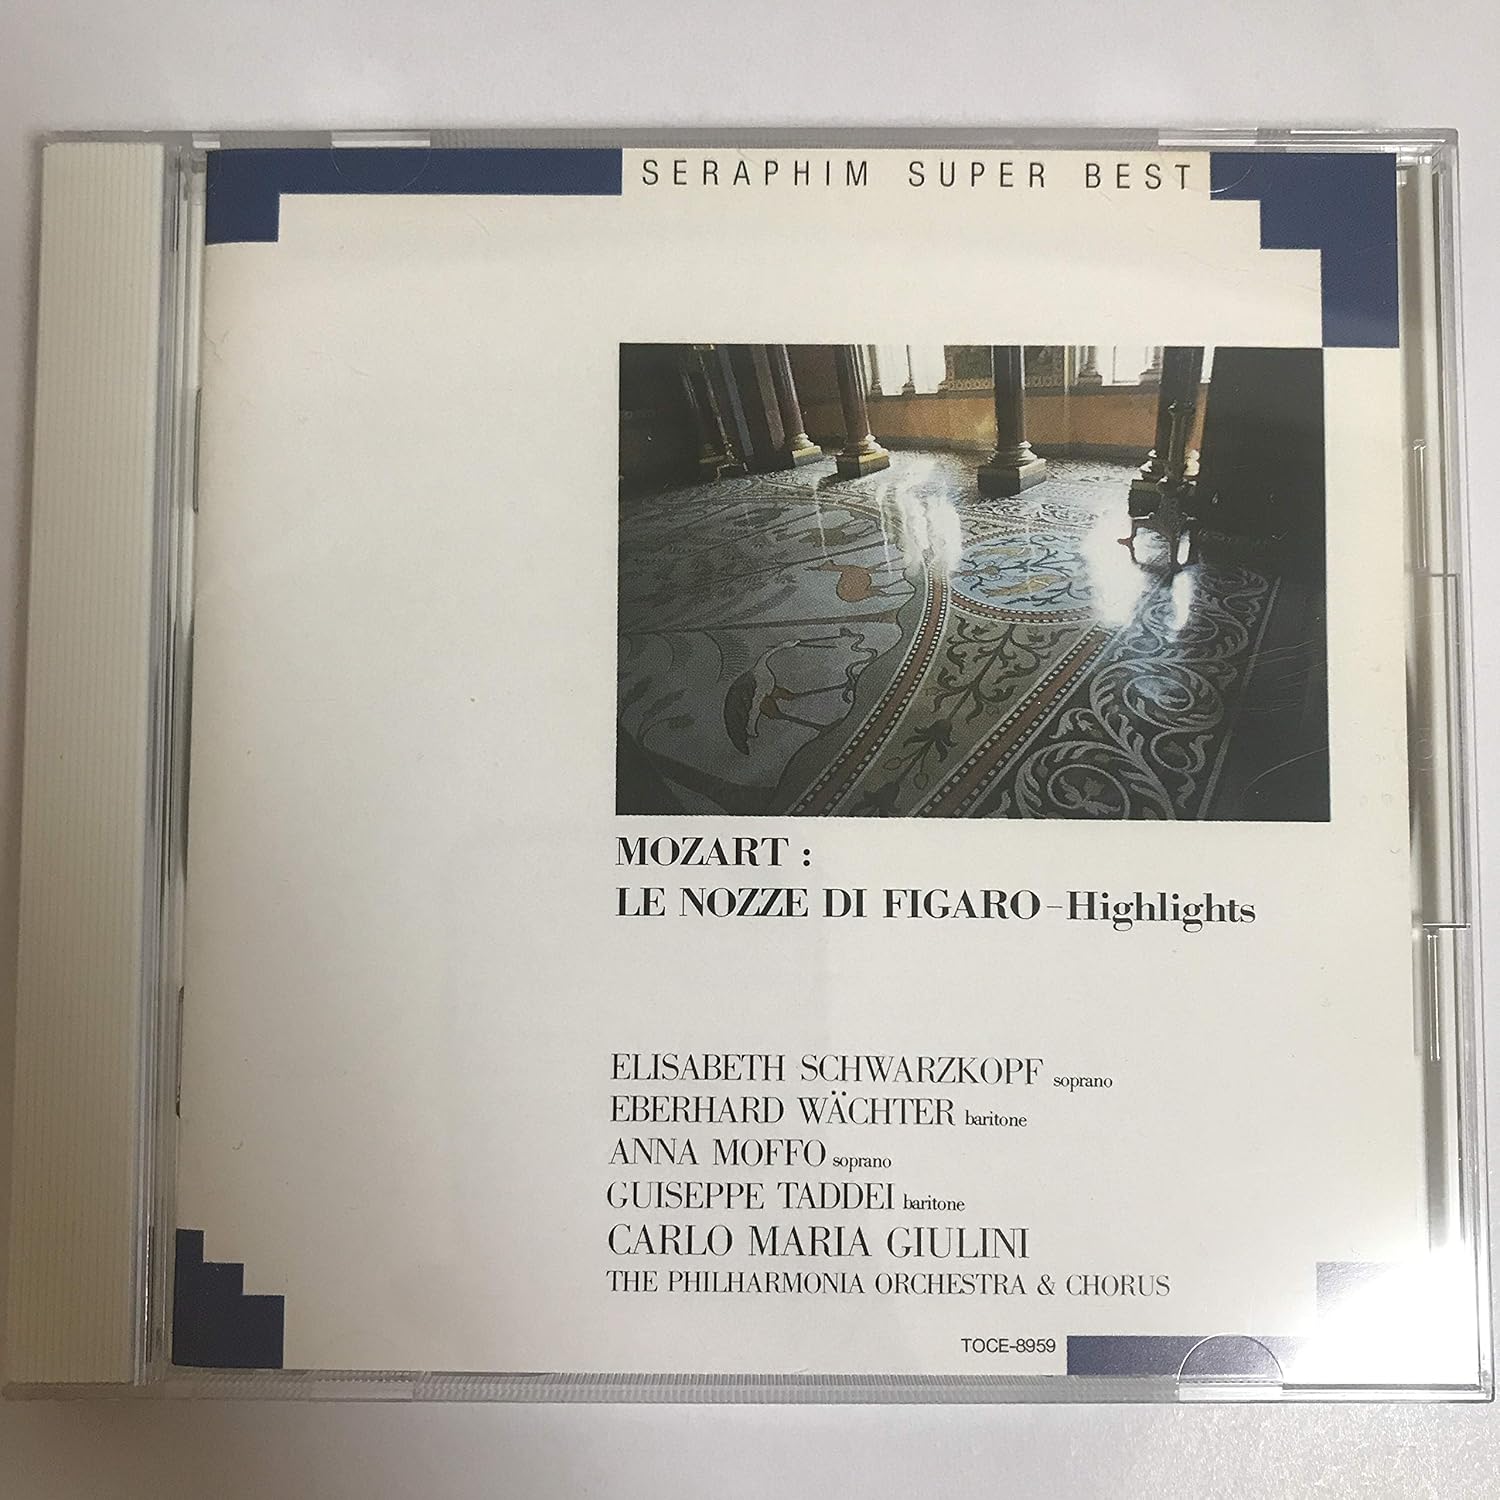 SERAPHIM SUPER BEST
MOZART :
LE NOZZE DI FIGARO–Highlights
ELISABETH SCHWARZKOPF soprano
EBERHARD WÄCHTER baritone
ANNA MOFFO soprano
GUISEPPE TADDEI baritone
CARLO MARIA GIULINI
THE PHILHARMONIA ORCHESTRA & CHORUS
TOCE-8959